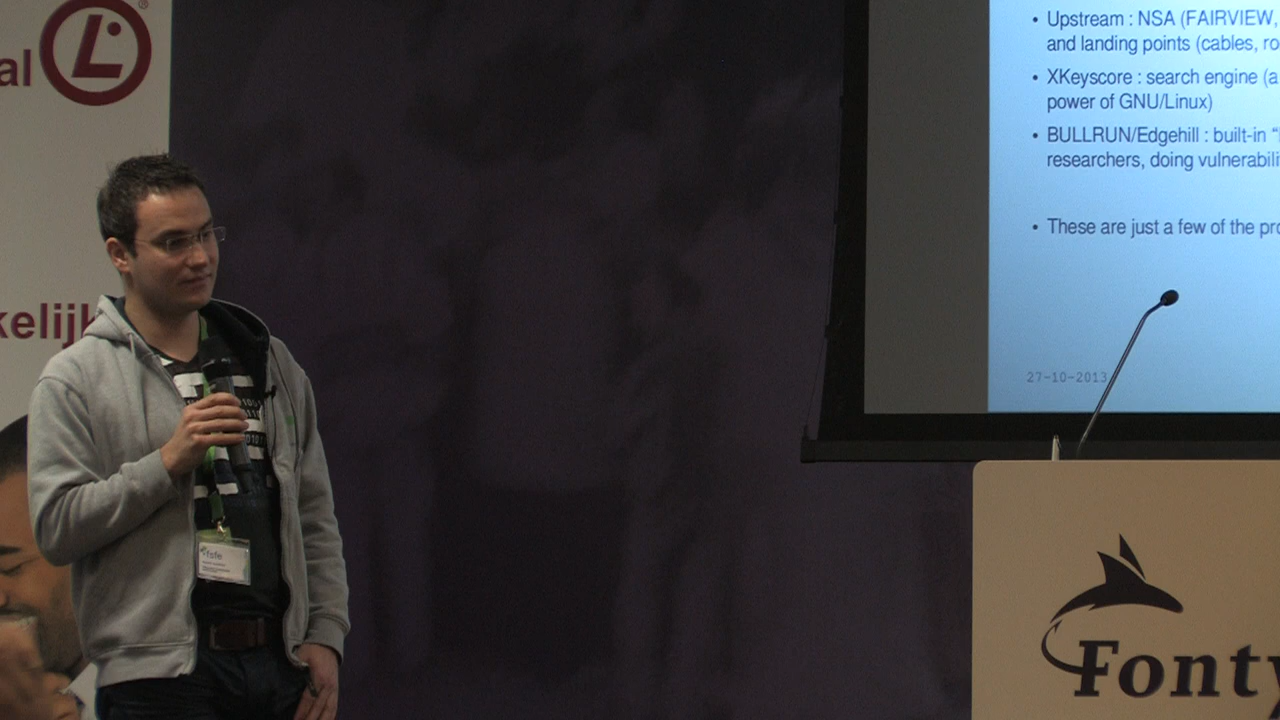 al
kelijk
fsfe
• Upstream : NSA (FAIRVIEW,
and landing points (cables, ro
• XKeyscore : search engine (a
power of GNU/Linux)
• BULLRUN/Edgehill : built-in “
researchers, doing vulnerabili
• These are just a few of the pro
27-10-2013
Fonty